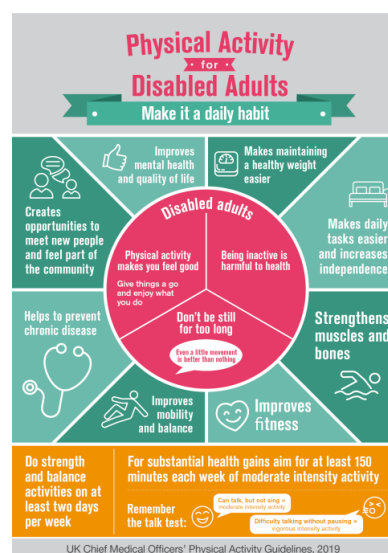 Physical Activity
for
Disabled Adults
Make it a daily habit
Improves
mental health
and quality of life
Makes maintaining
a healthy weight
easier
Creates
opportunities to
meet new people
and feel part of
the community
Makes daily
tasks easier
and increases
independence
Disabled adults
Physical activity
makes you feel good
Give things a go
and enjoy what
you do
Being inactive is
harmful to health
Don't be still
for too long
Even a little movement
is better than nothing
Helps to prevent
chronic disease
Strengthens
muscles and
bones
Improves
mobility
and balance
Improves
fitness
Do strength
and balance
activities on at
least two days
per week
For substantial health gains aim for at least 150
minutes each week of moderate intensity activity
Remember
the talk test:
Can talk, but not sing =
moderate intensity activity
Difficulty talking without pausing =
vigorous intensity activity
UK Chief Medical Officers' Physical Activity Guidelines, 2019